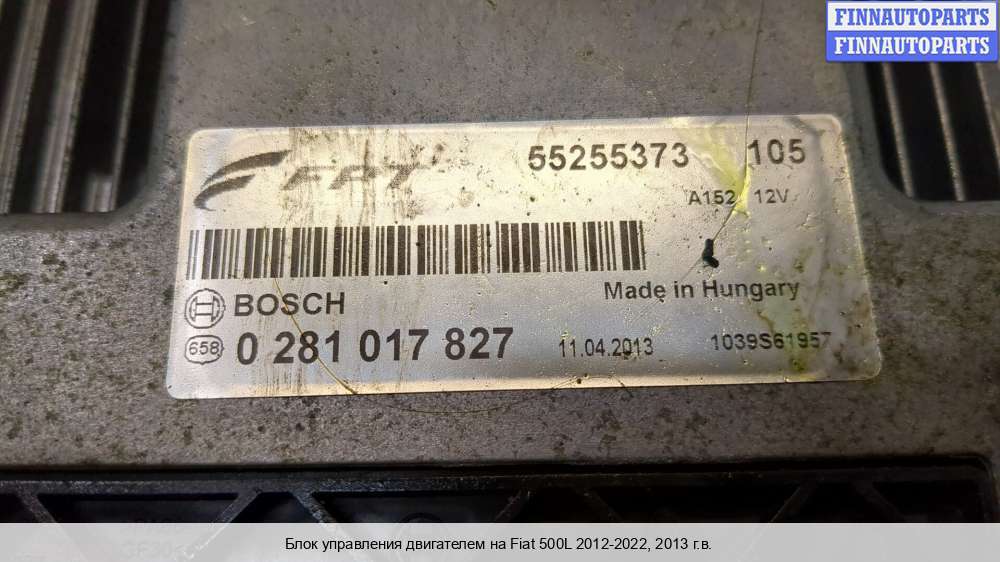 FINNAUTOPARTS
FINNAUTOPARTS
FPT
55255373 105
A152 12V
BOSCH
Made in Hungary
658
0 281 017 827
11.04.2013
1039S61957
Блок управления двигателем на Fiat 500L 2012-2022, 2013 г.в.